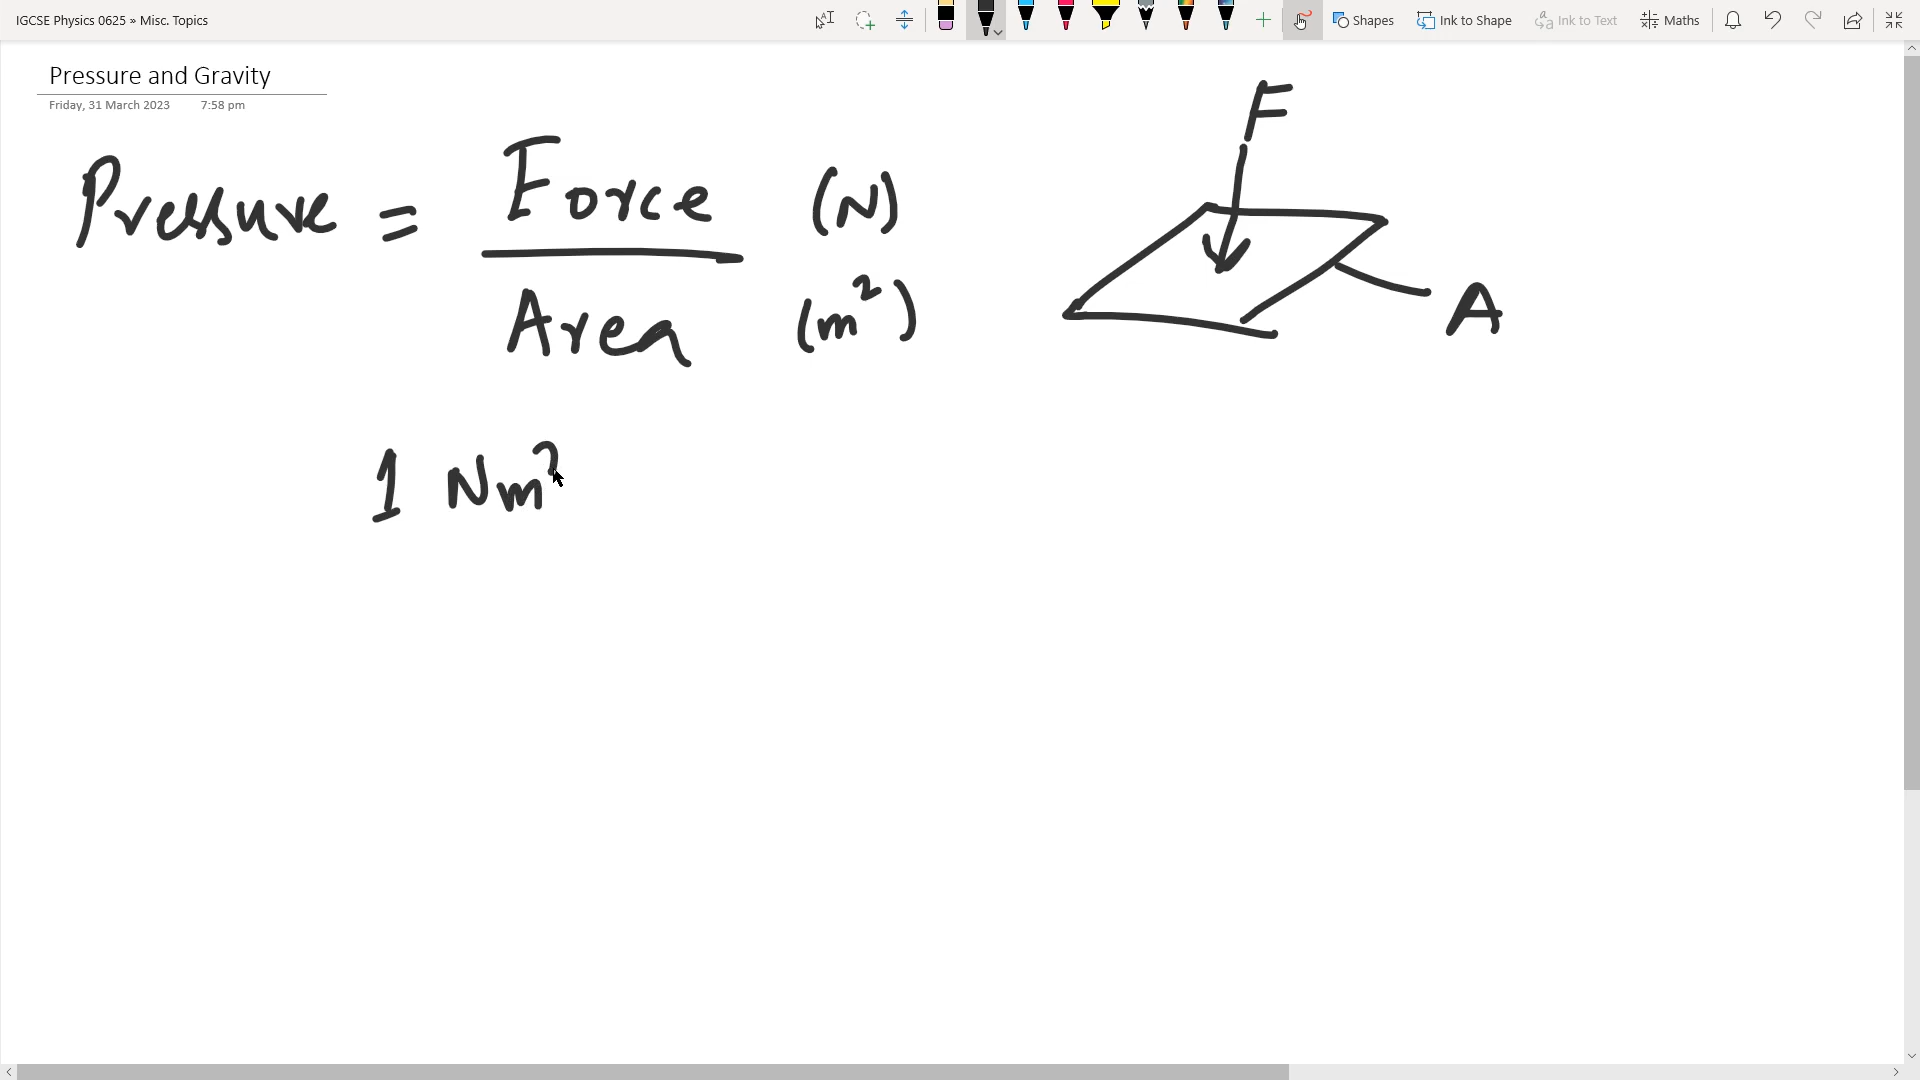 IGCSE Physics 0625 » Misc. Topics
Shapes Ink to Shape Ink to Text Maths
Pressure and Gravity
Friday, 31 March 2023 7:58 pm
Pressure = Force (N)
Area (m²)
F
A
1 Nm²